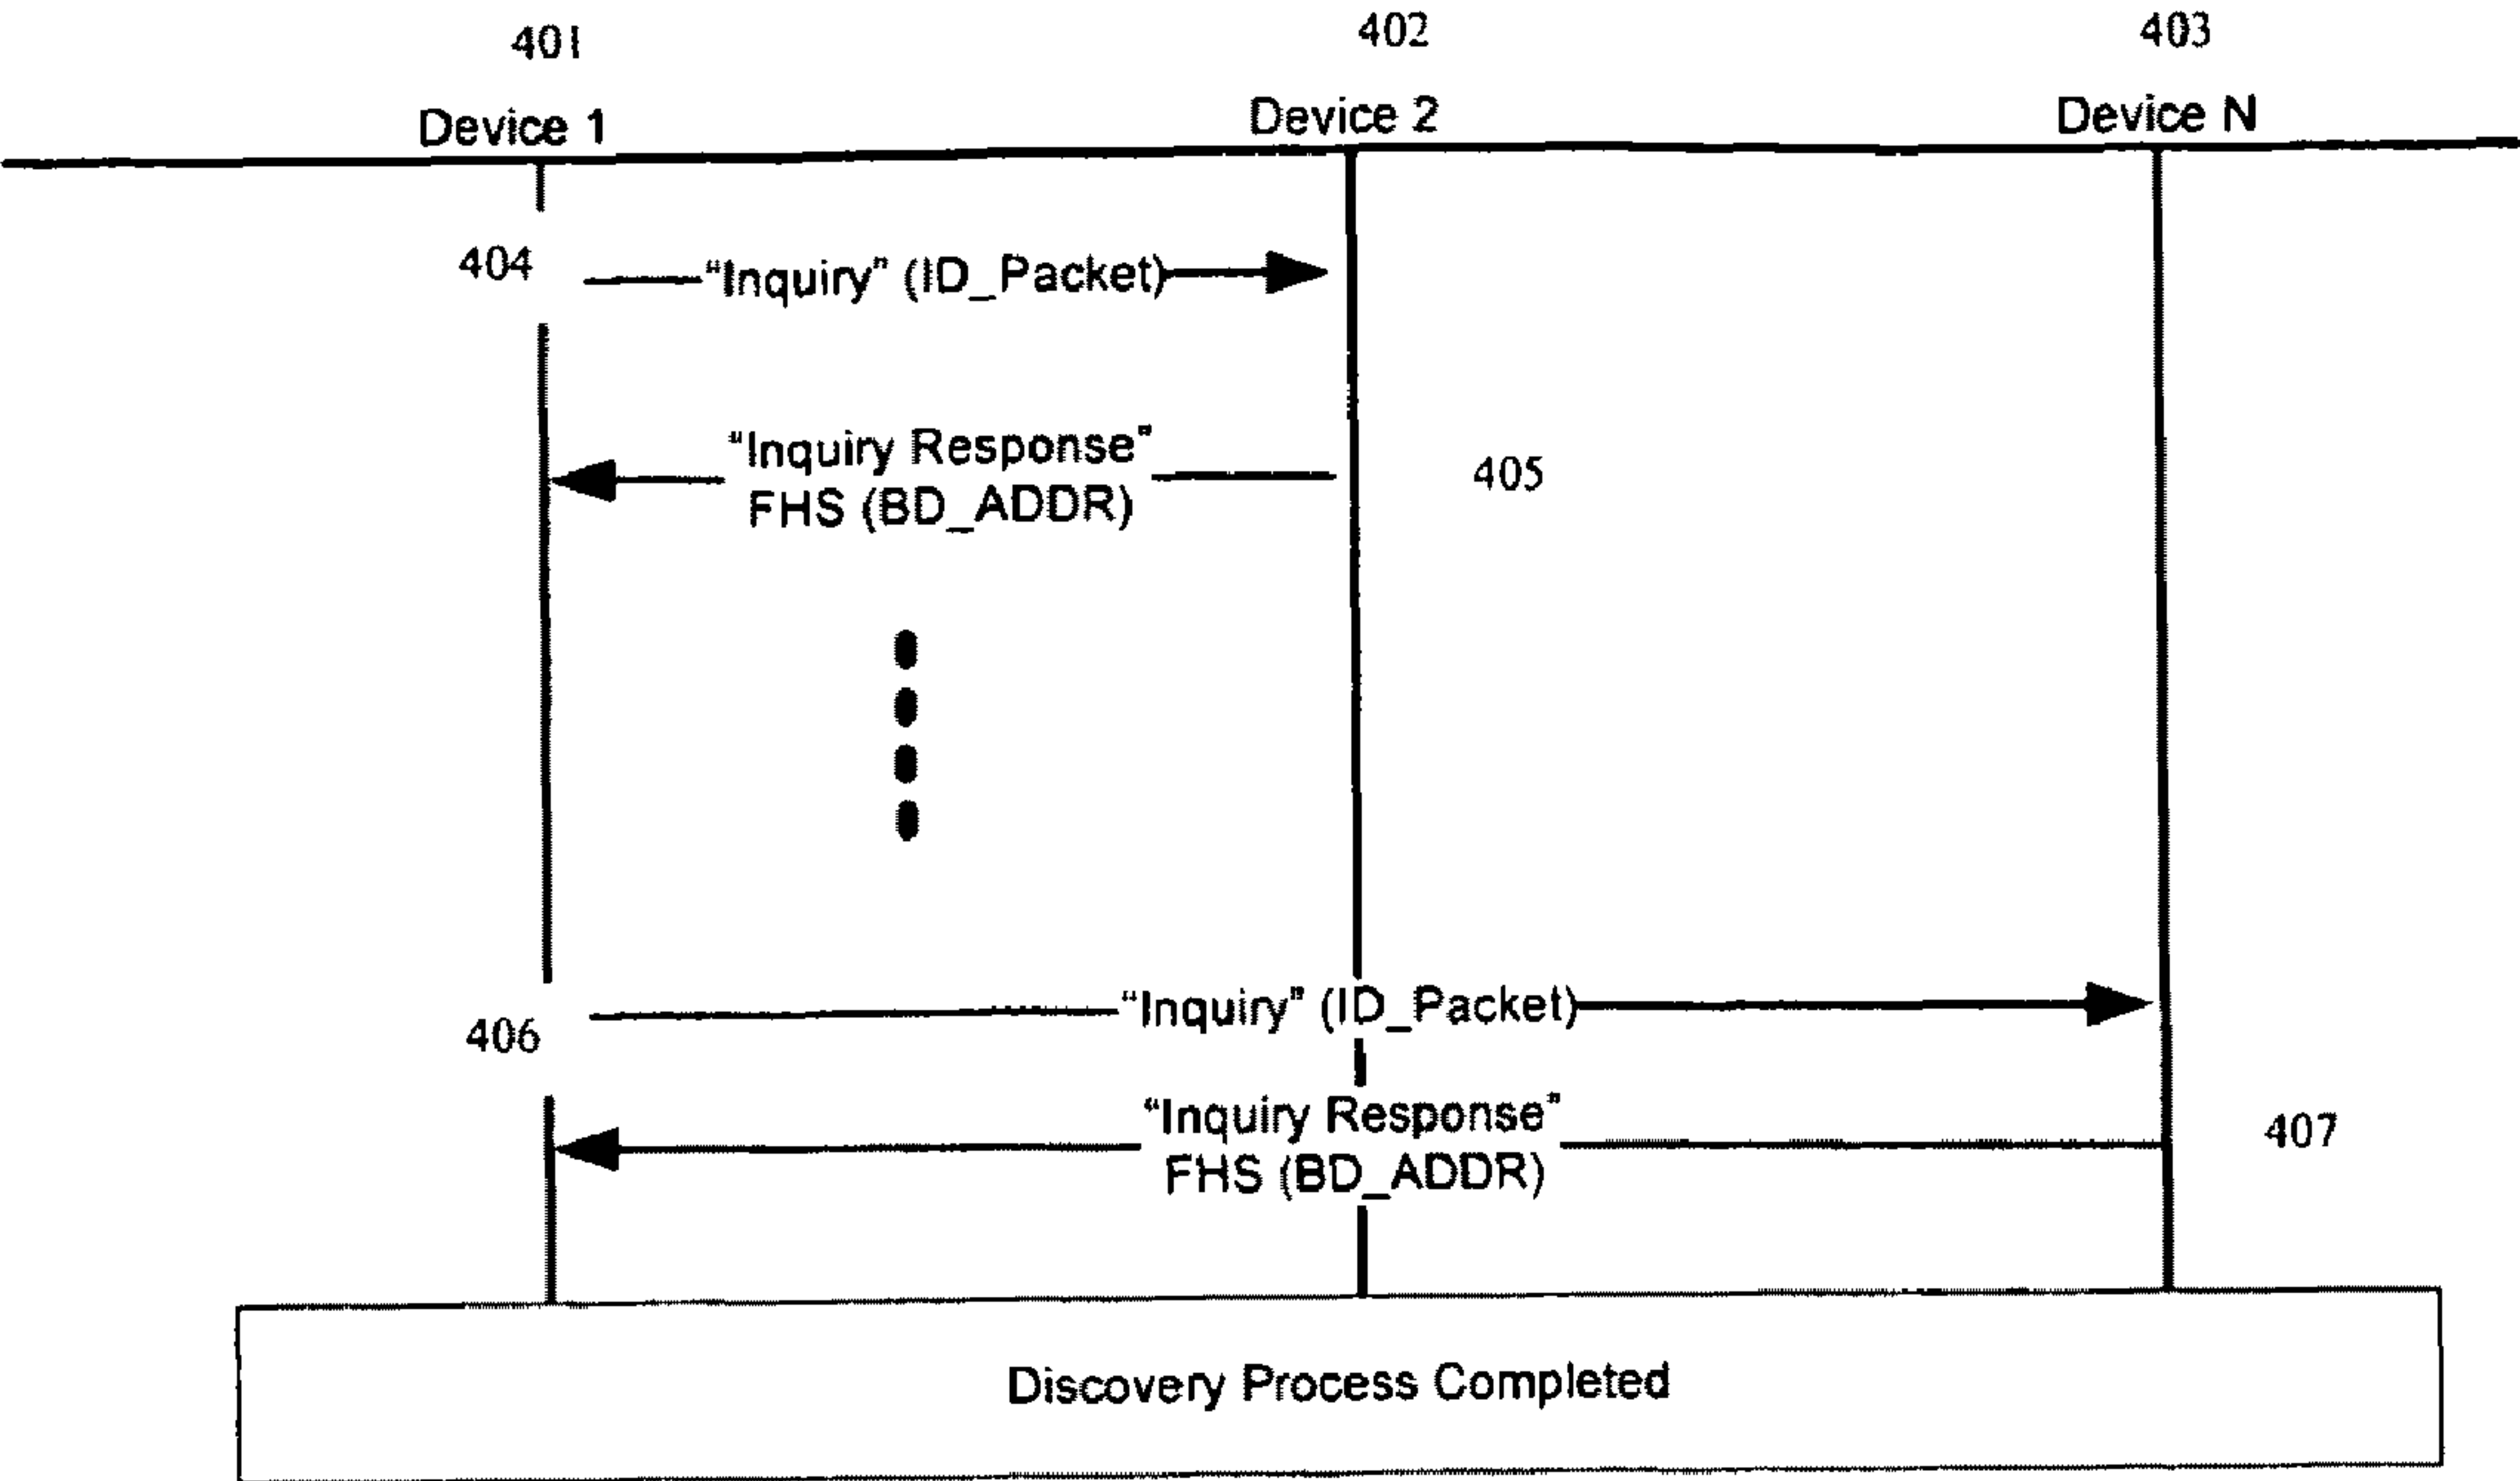 401
402
403
Device 1
Device 2
Device N
404
"Inquiry" (ID_Packet)
"Inquiry Response"
FHS (BD_ADDR)
405
"Inquiry" (ID_Packet)
406
"Inquiry Response"
FHS (BD_ADDR)
407
Discovery Process Completed